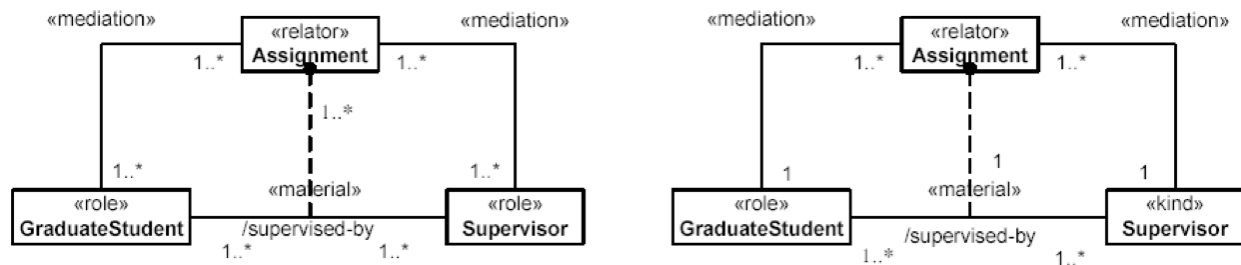 «mediation»
«relator»
Assignment
«mediation»
1..*
1..*
1..*
1..*
1..*
«role»
GraduateStudent
«material»
/supervised-by
1..*
1..*
«role»
Supervisor
«mediation»
«relator»
Assignment
«mediation»
1..*
1..*
1
1
1
«role»
GraduateStudent
«material»
/supervised-by
1..*
1..*
«kind»
Supervisor